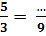 5/3 = .../9